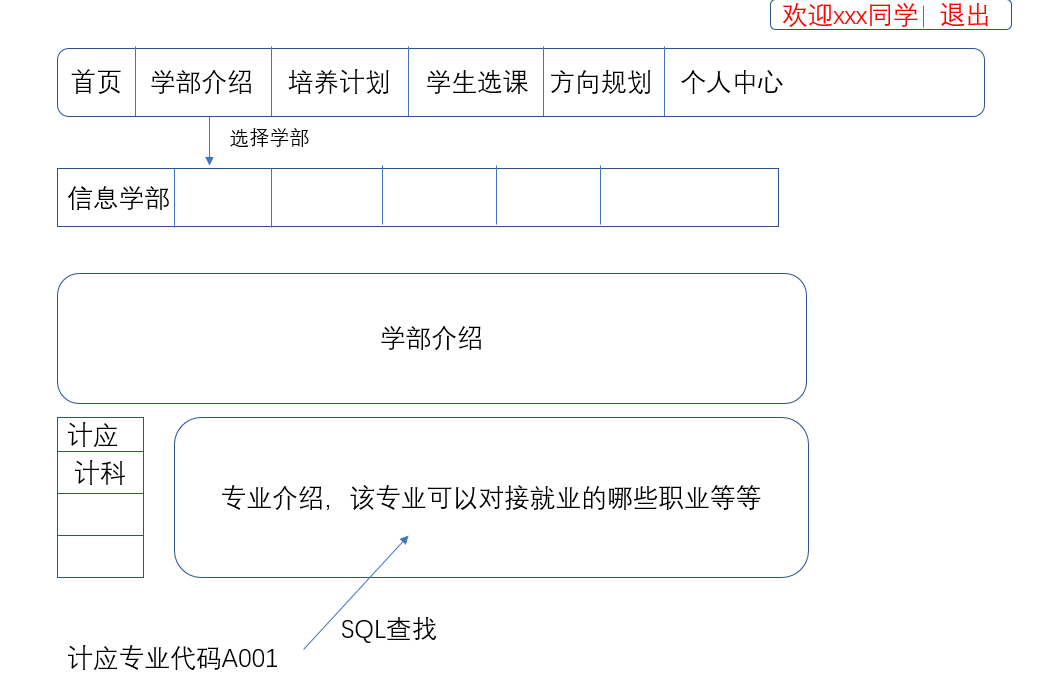 欢迎xxx同学| 退出
首页 学部介绍 培养计划 学生选课 方向规划 个人中心
选择学部
信息学部
学部介绍
计应
计科
专业介绍，该专业可以对接就业的哪些职业等等
SQL查找
计应专业代码A001